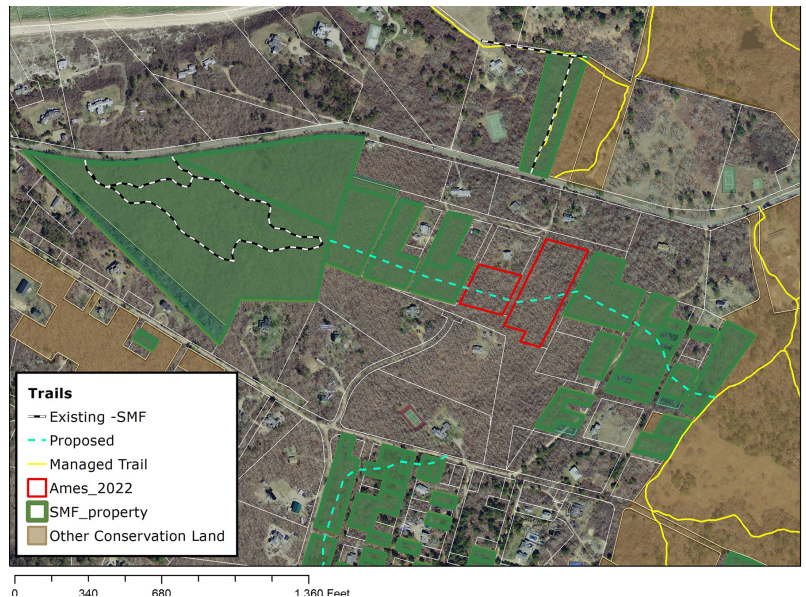 Trails
Existing -SMF
Proposed
Managed Trail
Ames_2022
SMF_property
Other Conservation Land
0 340 680 1,360 Feet